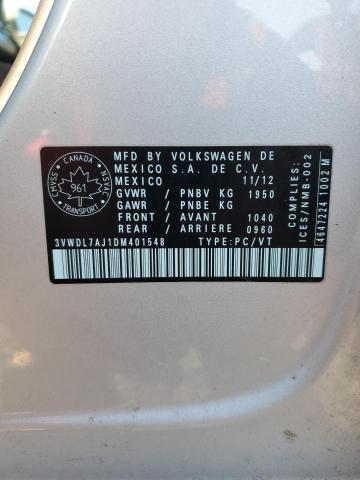 CANADA
CMVSS
NSVAC
961
TRANSPORT
MFD BY VOLKSWAGEN DE
MEXICO S.A. DE C.V.
MEXICO 11/12
GVWR / PNBV KG 1950
GAWR / PNBE KG
FRONT / AVANT 1040
REAR / ARRIERE 0960
3VWDL7AJ1DM401548 TYPE:PC/VT
COMPLIES:
ICES/NMB-002
4647224 1002 M